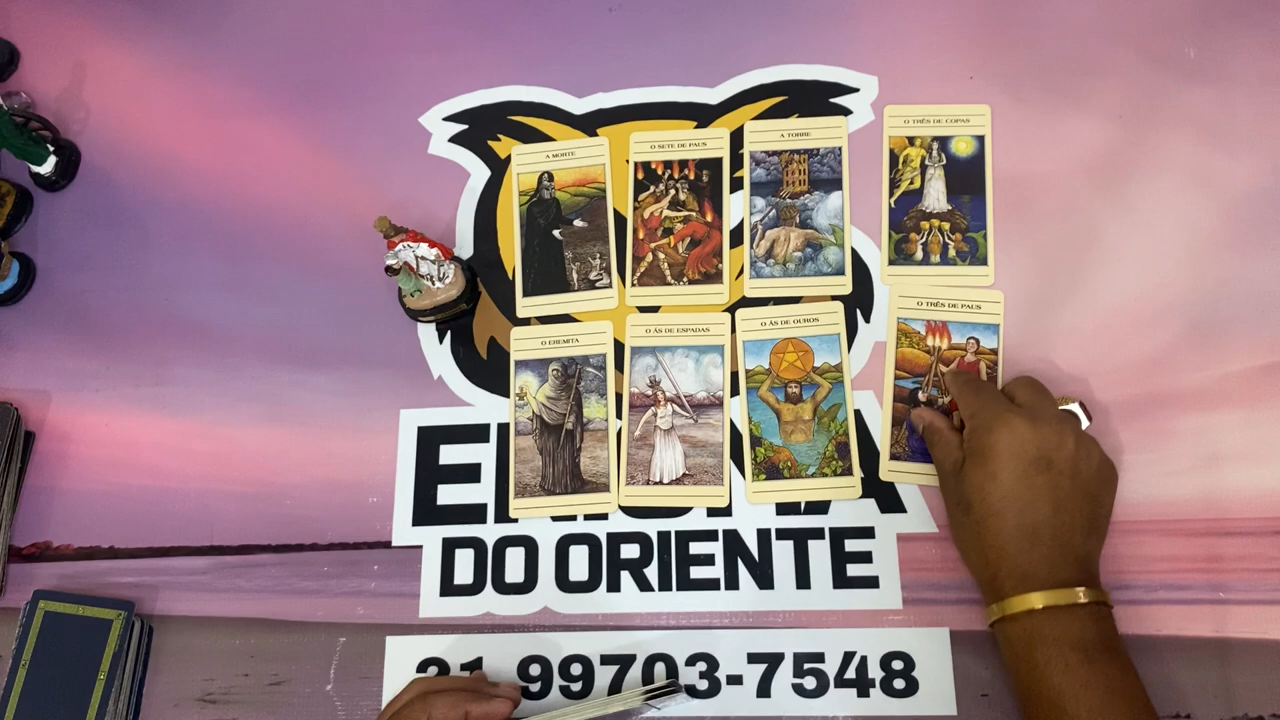 A MORTE
O SETE DE PAUS
A TORRE
O TRÊS DE COPAS
O EREMITA
O ÁS DE ESPADAS
O ÁS DE OUROS
O TRÊS DE PAUS
DO ORIENTE
99703-7548